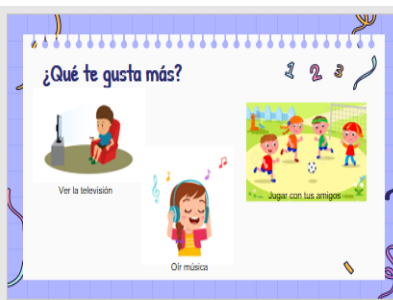 ¿Qué te gusta más?
1 2 3
Ver la televisión
Jugar con tus amigos
Oír música